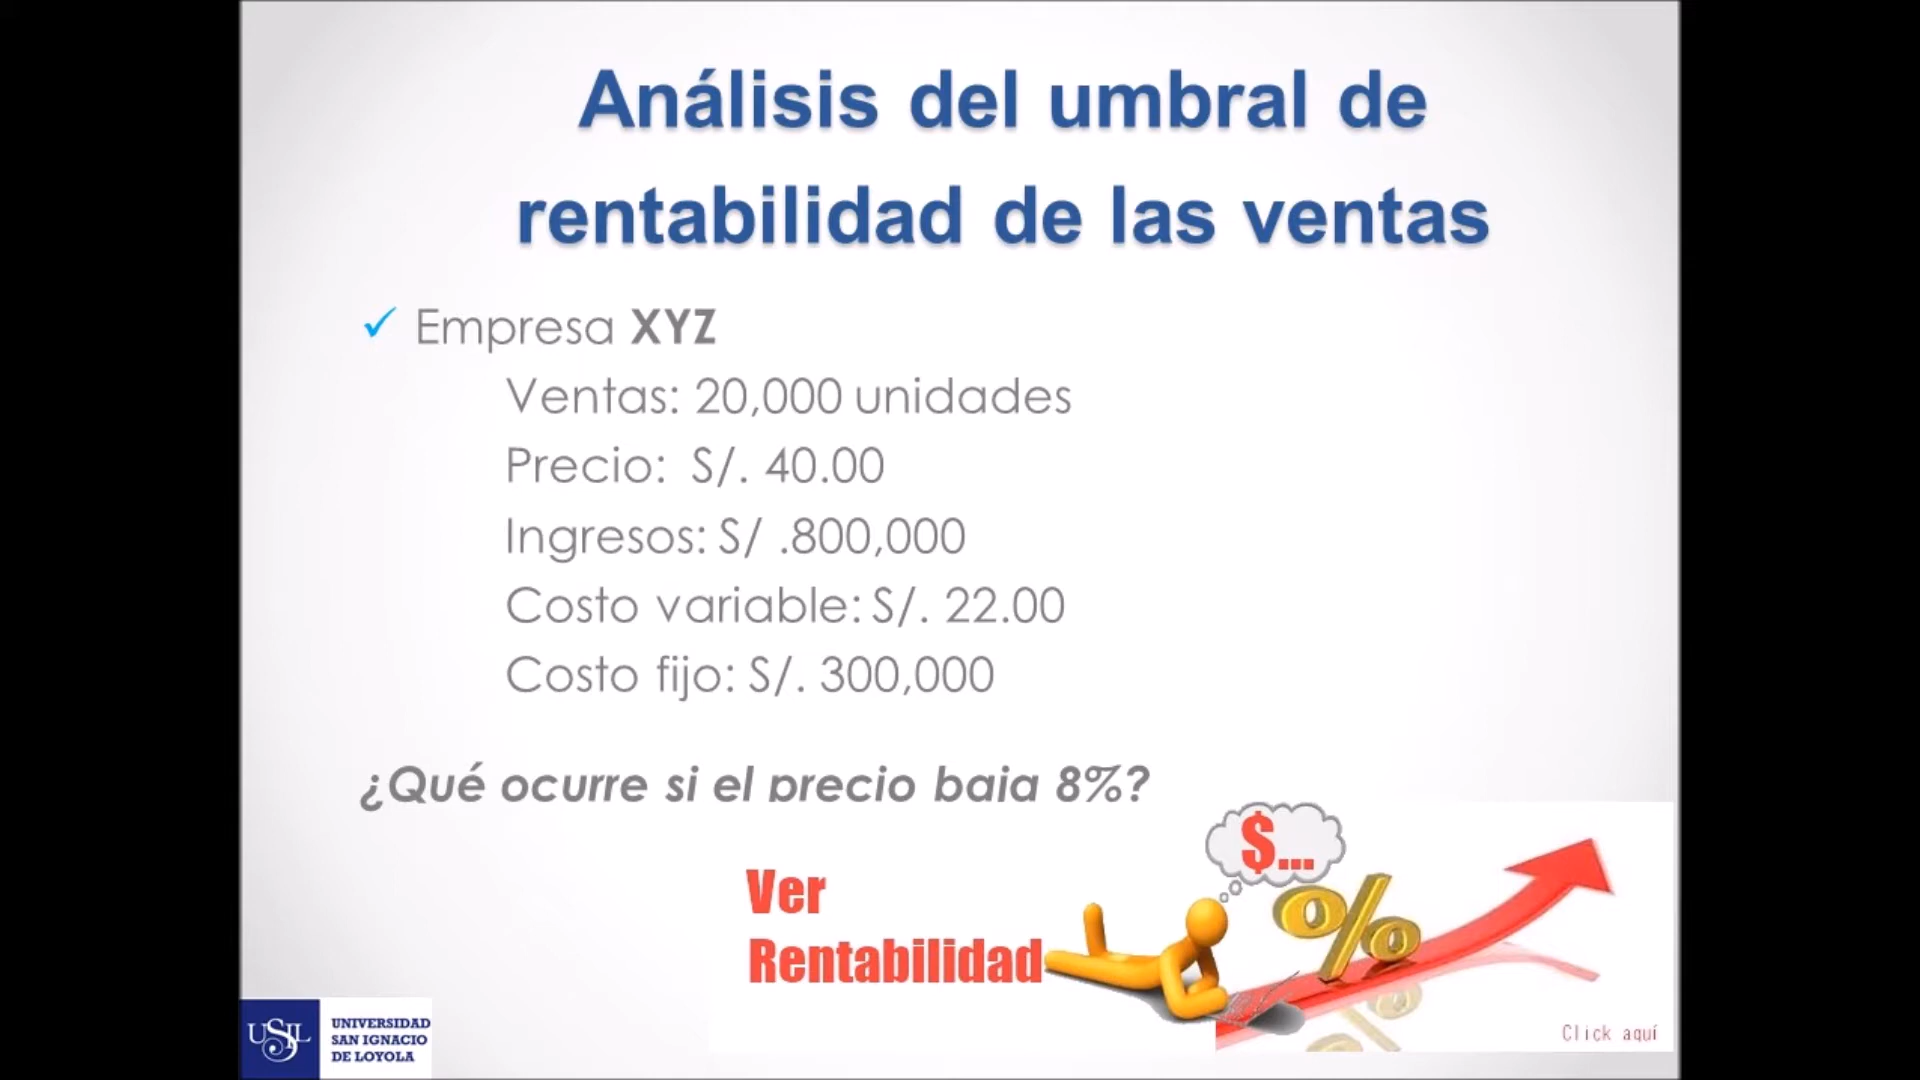 Análisis del umbral de
rentabilidad de las ventas
✓ Empresa XYZ
Ventas: 20,000 unidades
Precio: S/. 40.00
Ingresos: S/ .800,000
Costo variable: S/. 22.00
Costo fijo: S/. 300,000
¿Qué ocurre si el precio baja 8%?
$...
%
Ver
Rentabilidad
Click aquí
USIL
UNIVERSIDAD
SAN IGNACIO
DE LOYOLA